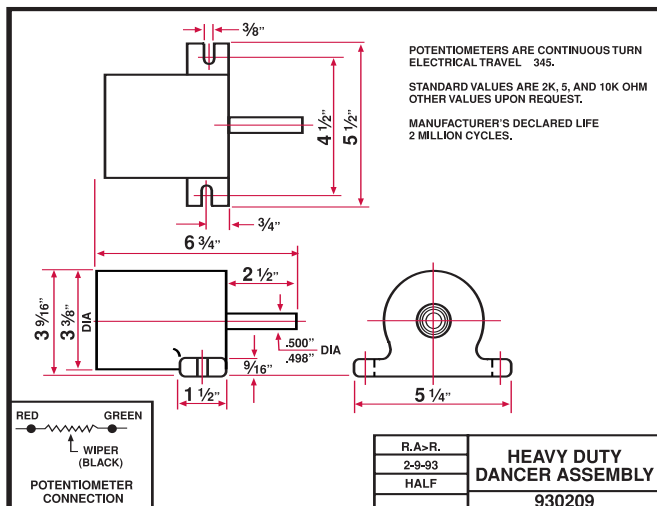 3/8"
POTENTIOMETERS ARE CONTINUOUS TURN
ELECTRICAL TRAVEL 345.
STANDARD VALUES ARE 2K, 5, AND 10K OHM
OTHER VALUES UPON REQUEST.
MANUFACTURER'S DECLARED LIFE
2 MILLION CYCLES.
4 1/2"
5 1/2"
3/4"
6 3/4"
2 1/2"
3 9/16"
3 3/8"
DIA
.500"
.498" DIA
9/16"
1 1/2"
5 1/4"
RED GREEN
WIPER
(BLACK)
POTENTIOMETER
CONNECTION
R.A>R.
2-9-93
HALF
HEAVY DUTY
DANCER ASSEMBLY
930209